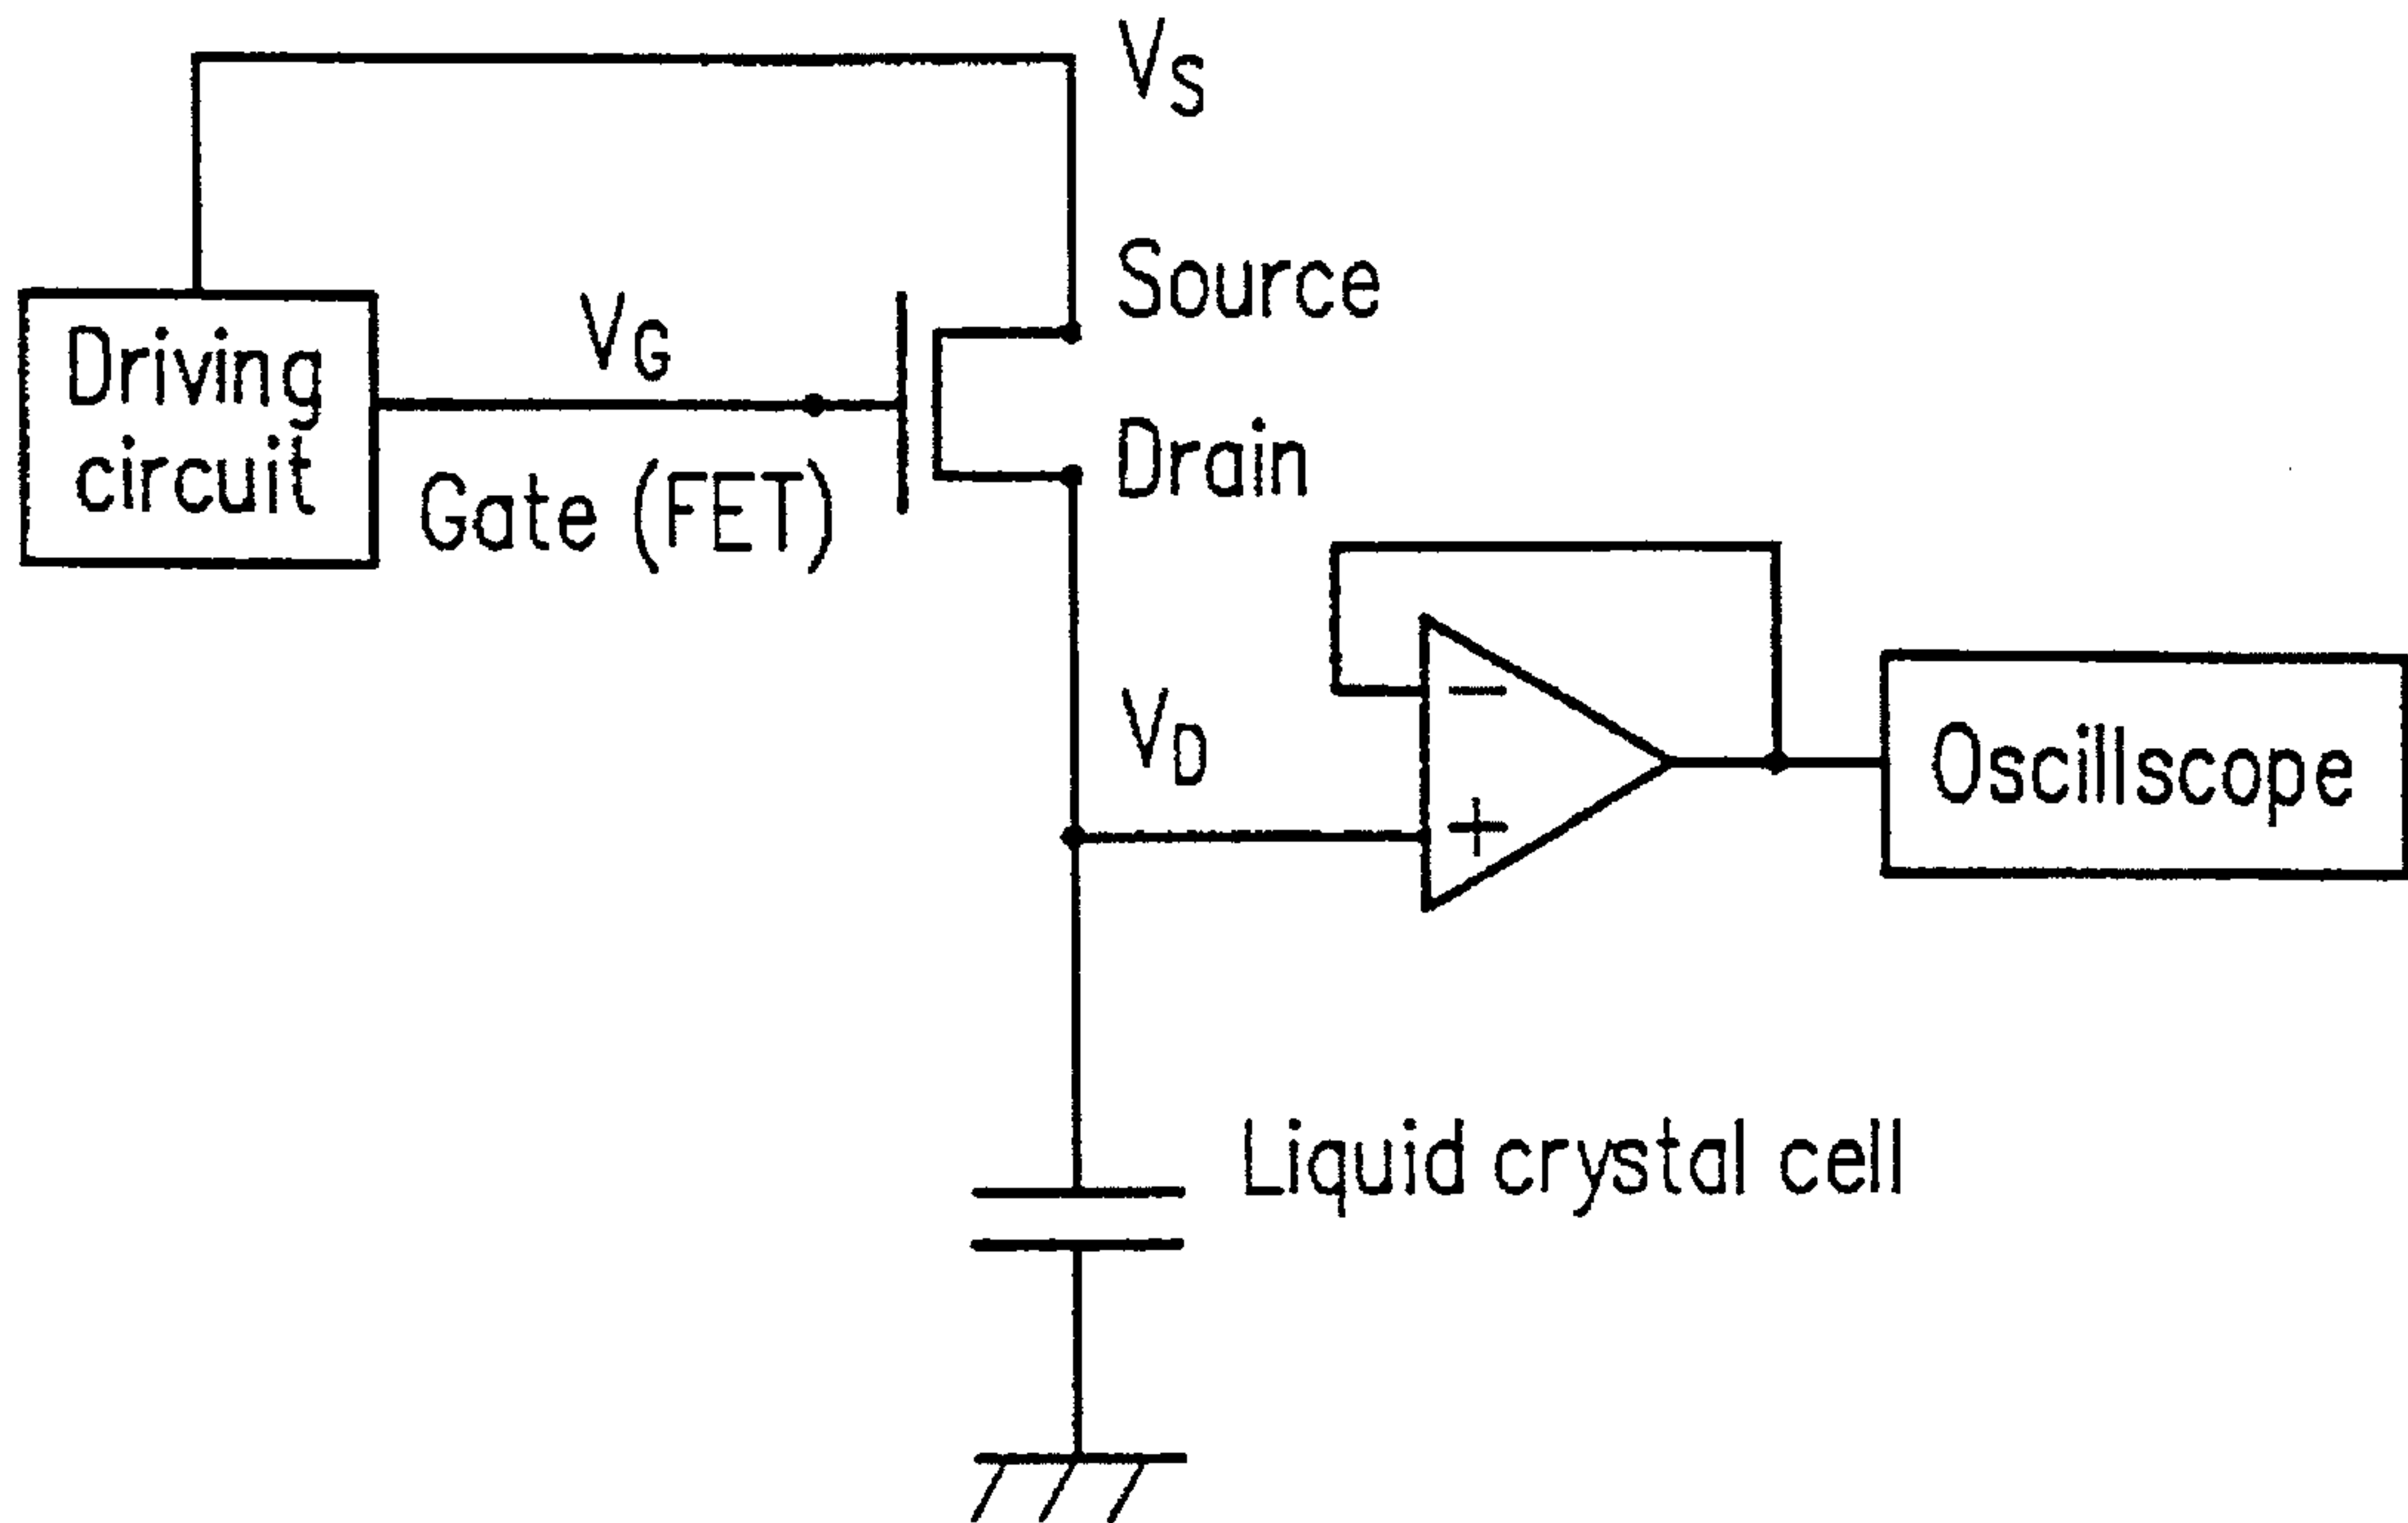 VS
Source
Driving
circuit
VG
Gate (FET)
Drain
VD
−
+
Oscillscope
Liquid crystal cell